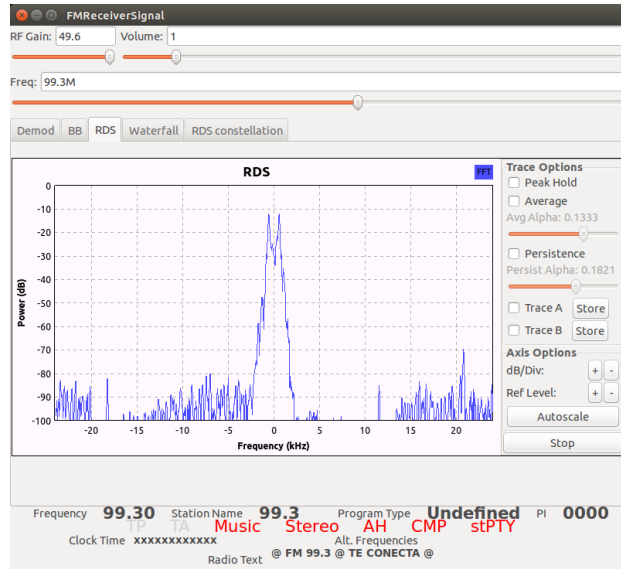 FMReceiverSignal
RF Gain: 49.6 Volume: 1
Freq: 99.3M
Demod BB RDS Waterfall RDS constellation
RDS
FFT
0
-10
-20
-30
-40
-50
-60
-70
-80
-90
-100
Power (dB)
-20 -15 -10 -5 0 5 10 15 20
Frequency (kHz)
Trace Options
Peak Hold
Average
Avg Alpha: 0.1333
Persistence
Persist Alpha: 0.1821
Trace A Store
Trace B Store
Axis Options
dB/Div: + -
Ref Level: + -
Autoscale
Stop
Frequency 99.30 Station Name 99.3 Program Type Undefined PI 0000
TP TA Music Stereo AH CMP stPTY
Clock Time xxxxxxxxxxxx Alt. Frequencies
Radio Text @ FM 99.3 @ TE CONECTA @